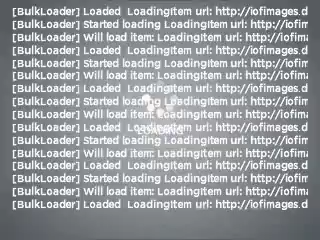 [BulkLoader] Loaded LoadingItem url: http://iofimages.d
[BulkLoader] Started loading LoadingItem url: http://iofim
[BulkLoader] Will load item: LoadingItem url: http://iofima
[BulkLoader] Loaded LoadingItem url: http://iofimages.d
[BulkLoader] Started loading LoadingItem url: http://iofim
[BulkLoader] Will load item: LoadingItem url: http://iofima
[BulkLoader] Loaded LoadingItem url: http://iofimages.d
[BulkLoader] Started loading LoadingItem url: http://iofim
[BulkLoader] Will load item: LoadingItem url: http://iofima
[BulkLoader] Loaded LoadingItem url: http://iofimages.d
LOADING
[BulkLoader] Started loading LoadingItem url: http://iofim
[BulkLoader] Will load item: LoadingItem url: http://iofima
[BulkLoader] Loaded LoadingItem url: http://iofimages.d
[BulkLoader] Started loading LoadingItem url: http://iofim
[BulkLoader] Will load item: LoadingItem url: http://iofima
[BulkLoader] Loaded LoadingItem url: http://iofimages.d